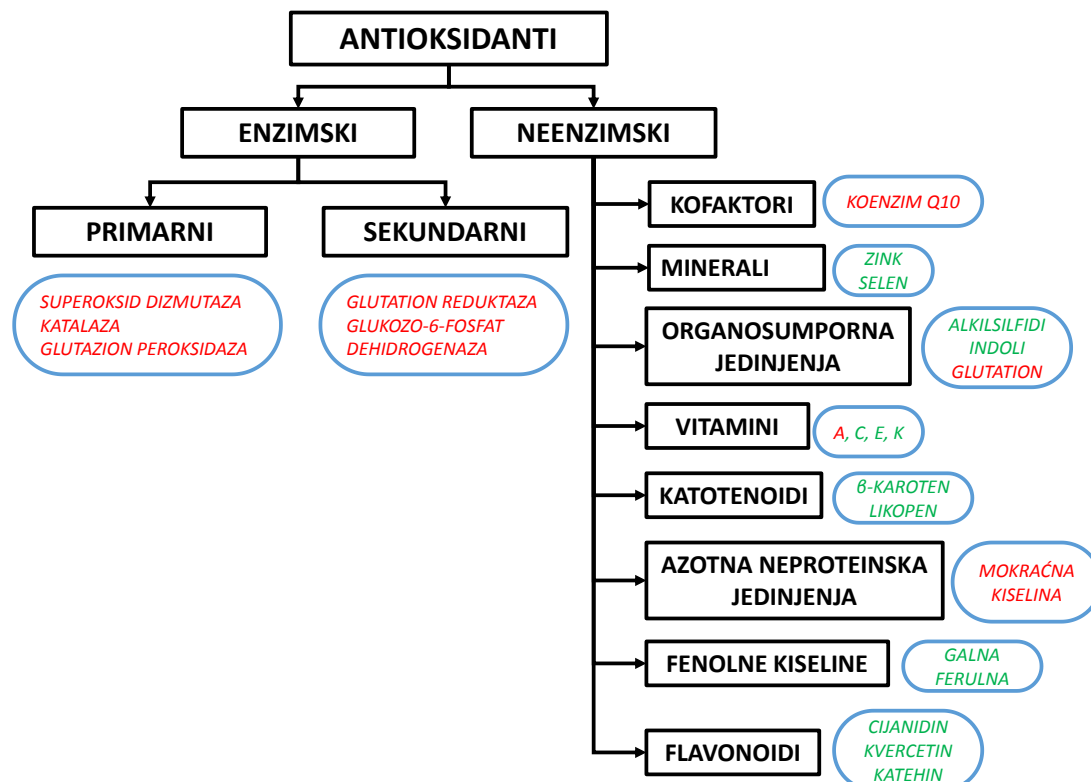 ANTIOKSIDANTI
ENZIMSKI
NEENZIMSKI
PRIMARNI
SEKUNDARNI
SUPEROKSID DIZMUTAZA
KATALAZA
GLUTAZION PEROKSIDAZA
GLUTATION REDUKTAZA
GLUKOZO-6-FOSFAT
DEHIDROGENAZA
KOFAKTORI
KOENZIM Q10
MINERALI
ZINK
SELEN
ORGANOSUMPORNA
JEDINJENJA
ALKILSILFIDI
INDOLI
GLUTATION
VITAMINI
A, C, E, K
KATOTENOIDI
β-KAROTEN
LIKOPEN
AZOTNA NEPROTEINSKA
JEDINJENJA
MOKRAĆNA
KISELINA
FENOLNE KISELINE
GALNA
FERULNA
FLAVONOIDI
CIJANIDIN
KVERCETIN
KATEHIN